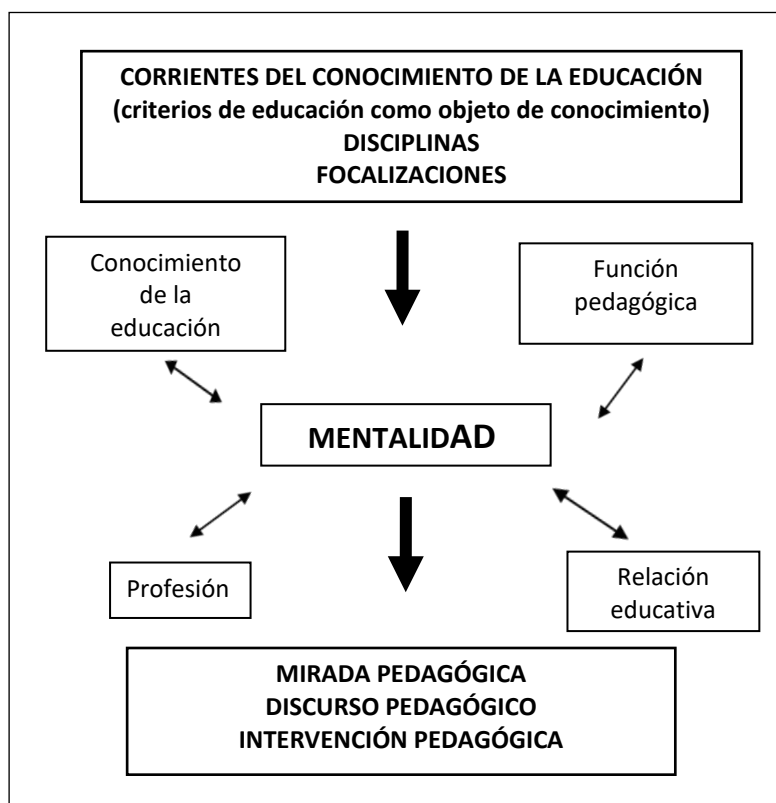 CORRIENTES DEL CONOCIMIENTO DE LA EDUCACIÓN
(criterios de educación como objeto de conocimiento)
DISCIPLINAS
FOCALIZACIONES
Conocimiento
de la
educación
Función
pedagógica
MENTALIDAD
Profesión
Relación
educativa
MIRADA PEDAGÓGICA
DISCURSO PEDAGÓGICO
INTERVENCIÓN PEDAGÓGICA